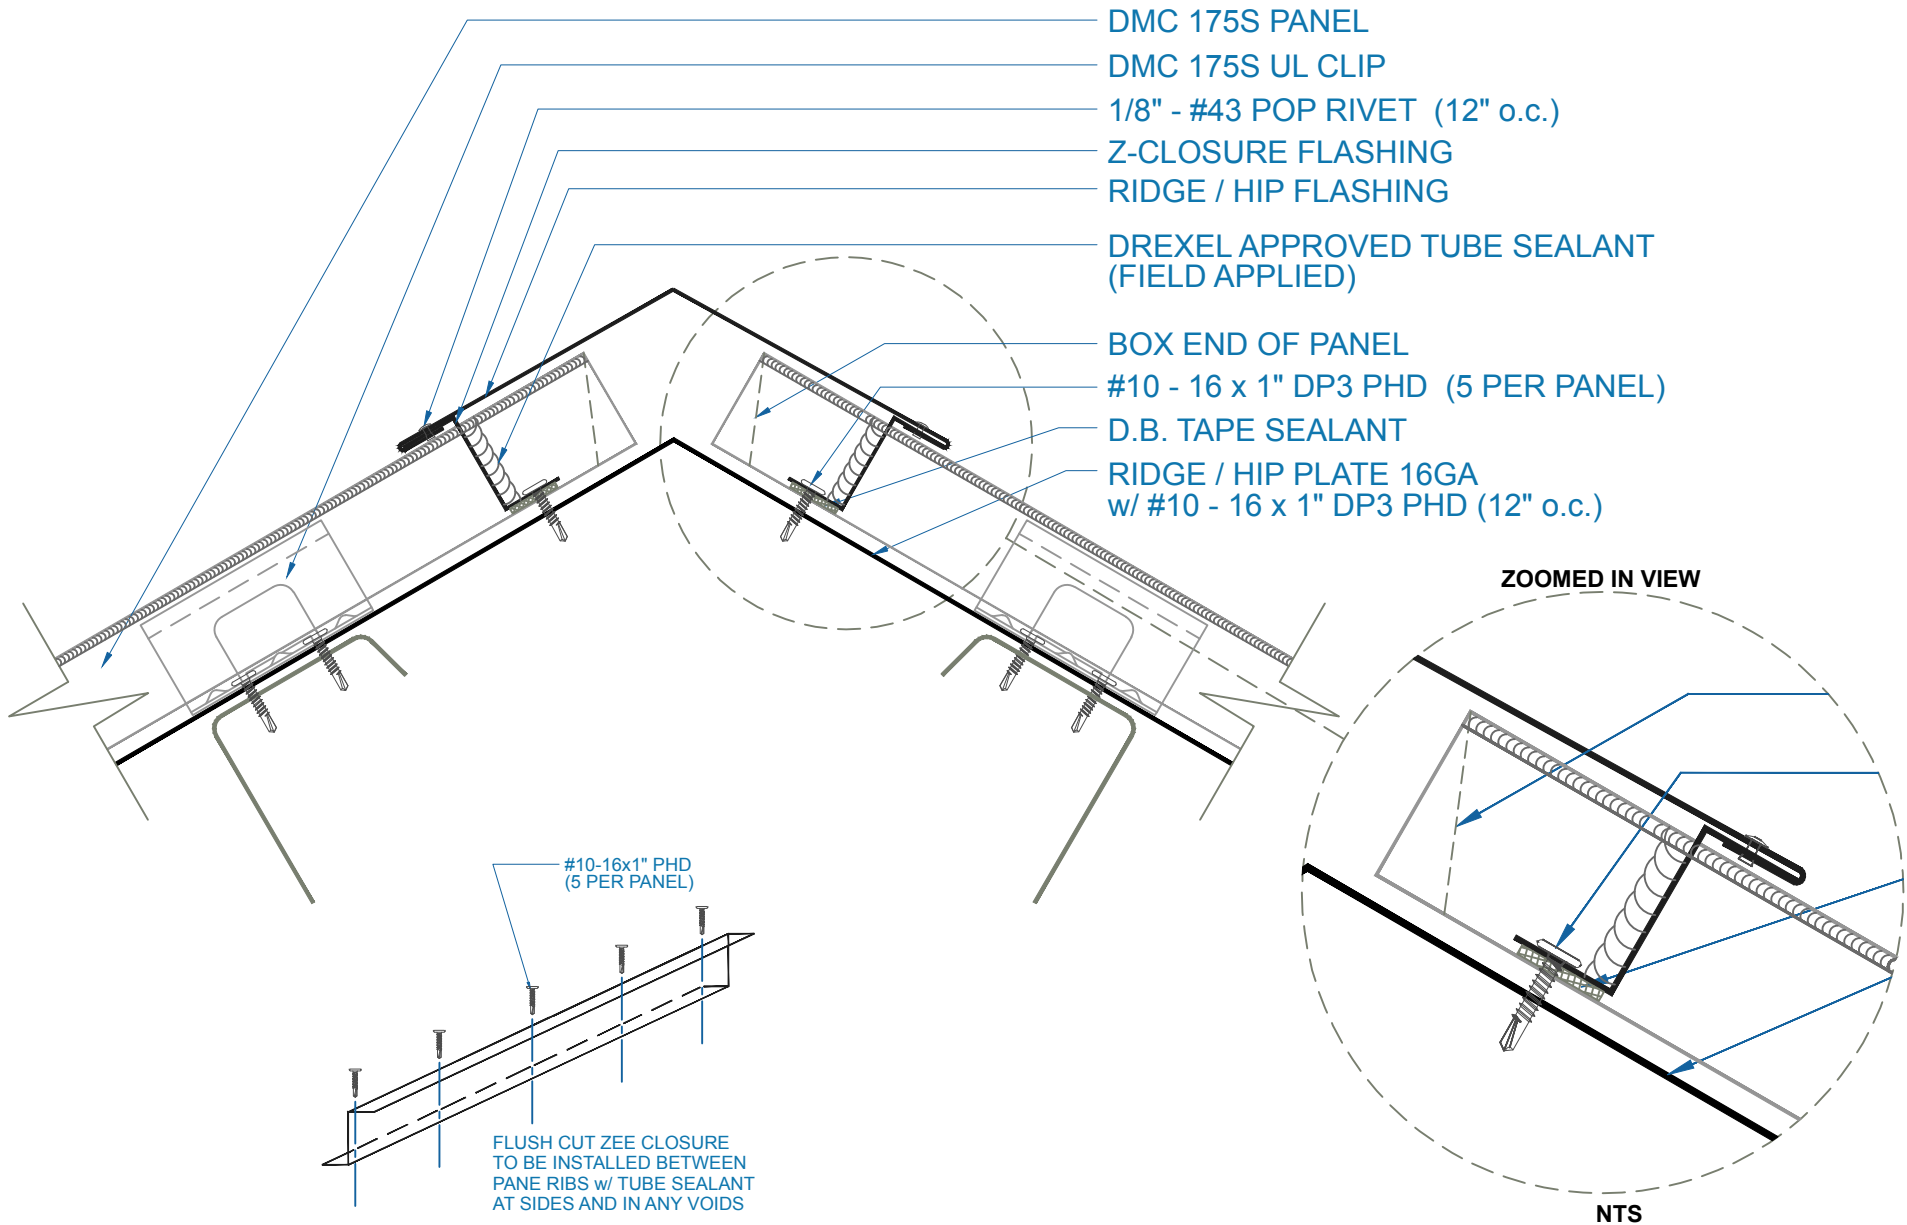 DMC 175S PANEL
DMC 175S UL CLIP
1/8" - #43 POP RIVET (12" o.c.)
Z-CLOSURE FLASHING
RIDGE / HIP FLASHING
DREXEL APPROVED TUBE SEALANT
(FIELD APPLIED)
BOX END OF PANEL
#10 - 16 x 1" DP3 PHD (5 PER PANEL)
D.B. TAPE SEALANT
RIDGE / HIP PLATE 16GA
w/ #10 - 16 x 1" DP3 PHD (12" o.c.)
ZOOMED IN VIEW
#10-16x1" PHD
(5 PER PANEL)
FLUSH CUT ZEE CLOSURE
TO BE INSTALLED BETWEEN
PANE RIBS w/ TUBE SEALANT
AT SIDES AND IN ANY VOIDS
NTS